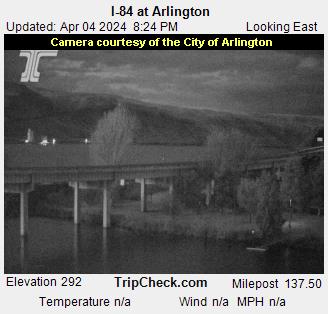 I-84 at Arlington
Updated: Apr 04 2024 8:24 PM Looking East
Camera courtesy of the City of Arlington
Elevation 292 TripCheck.com Milepost 137.50
Temperature n/a Wind n/a MPH n/a